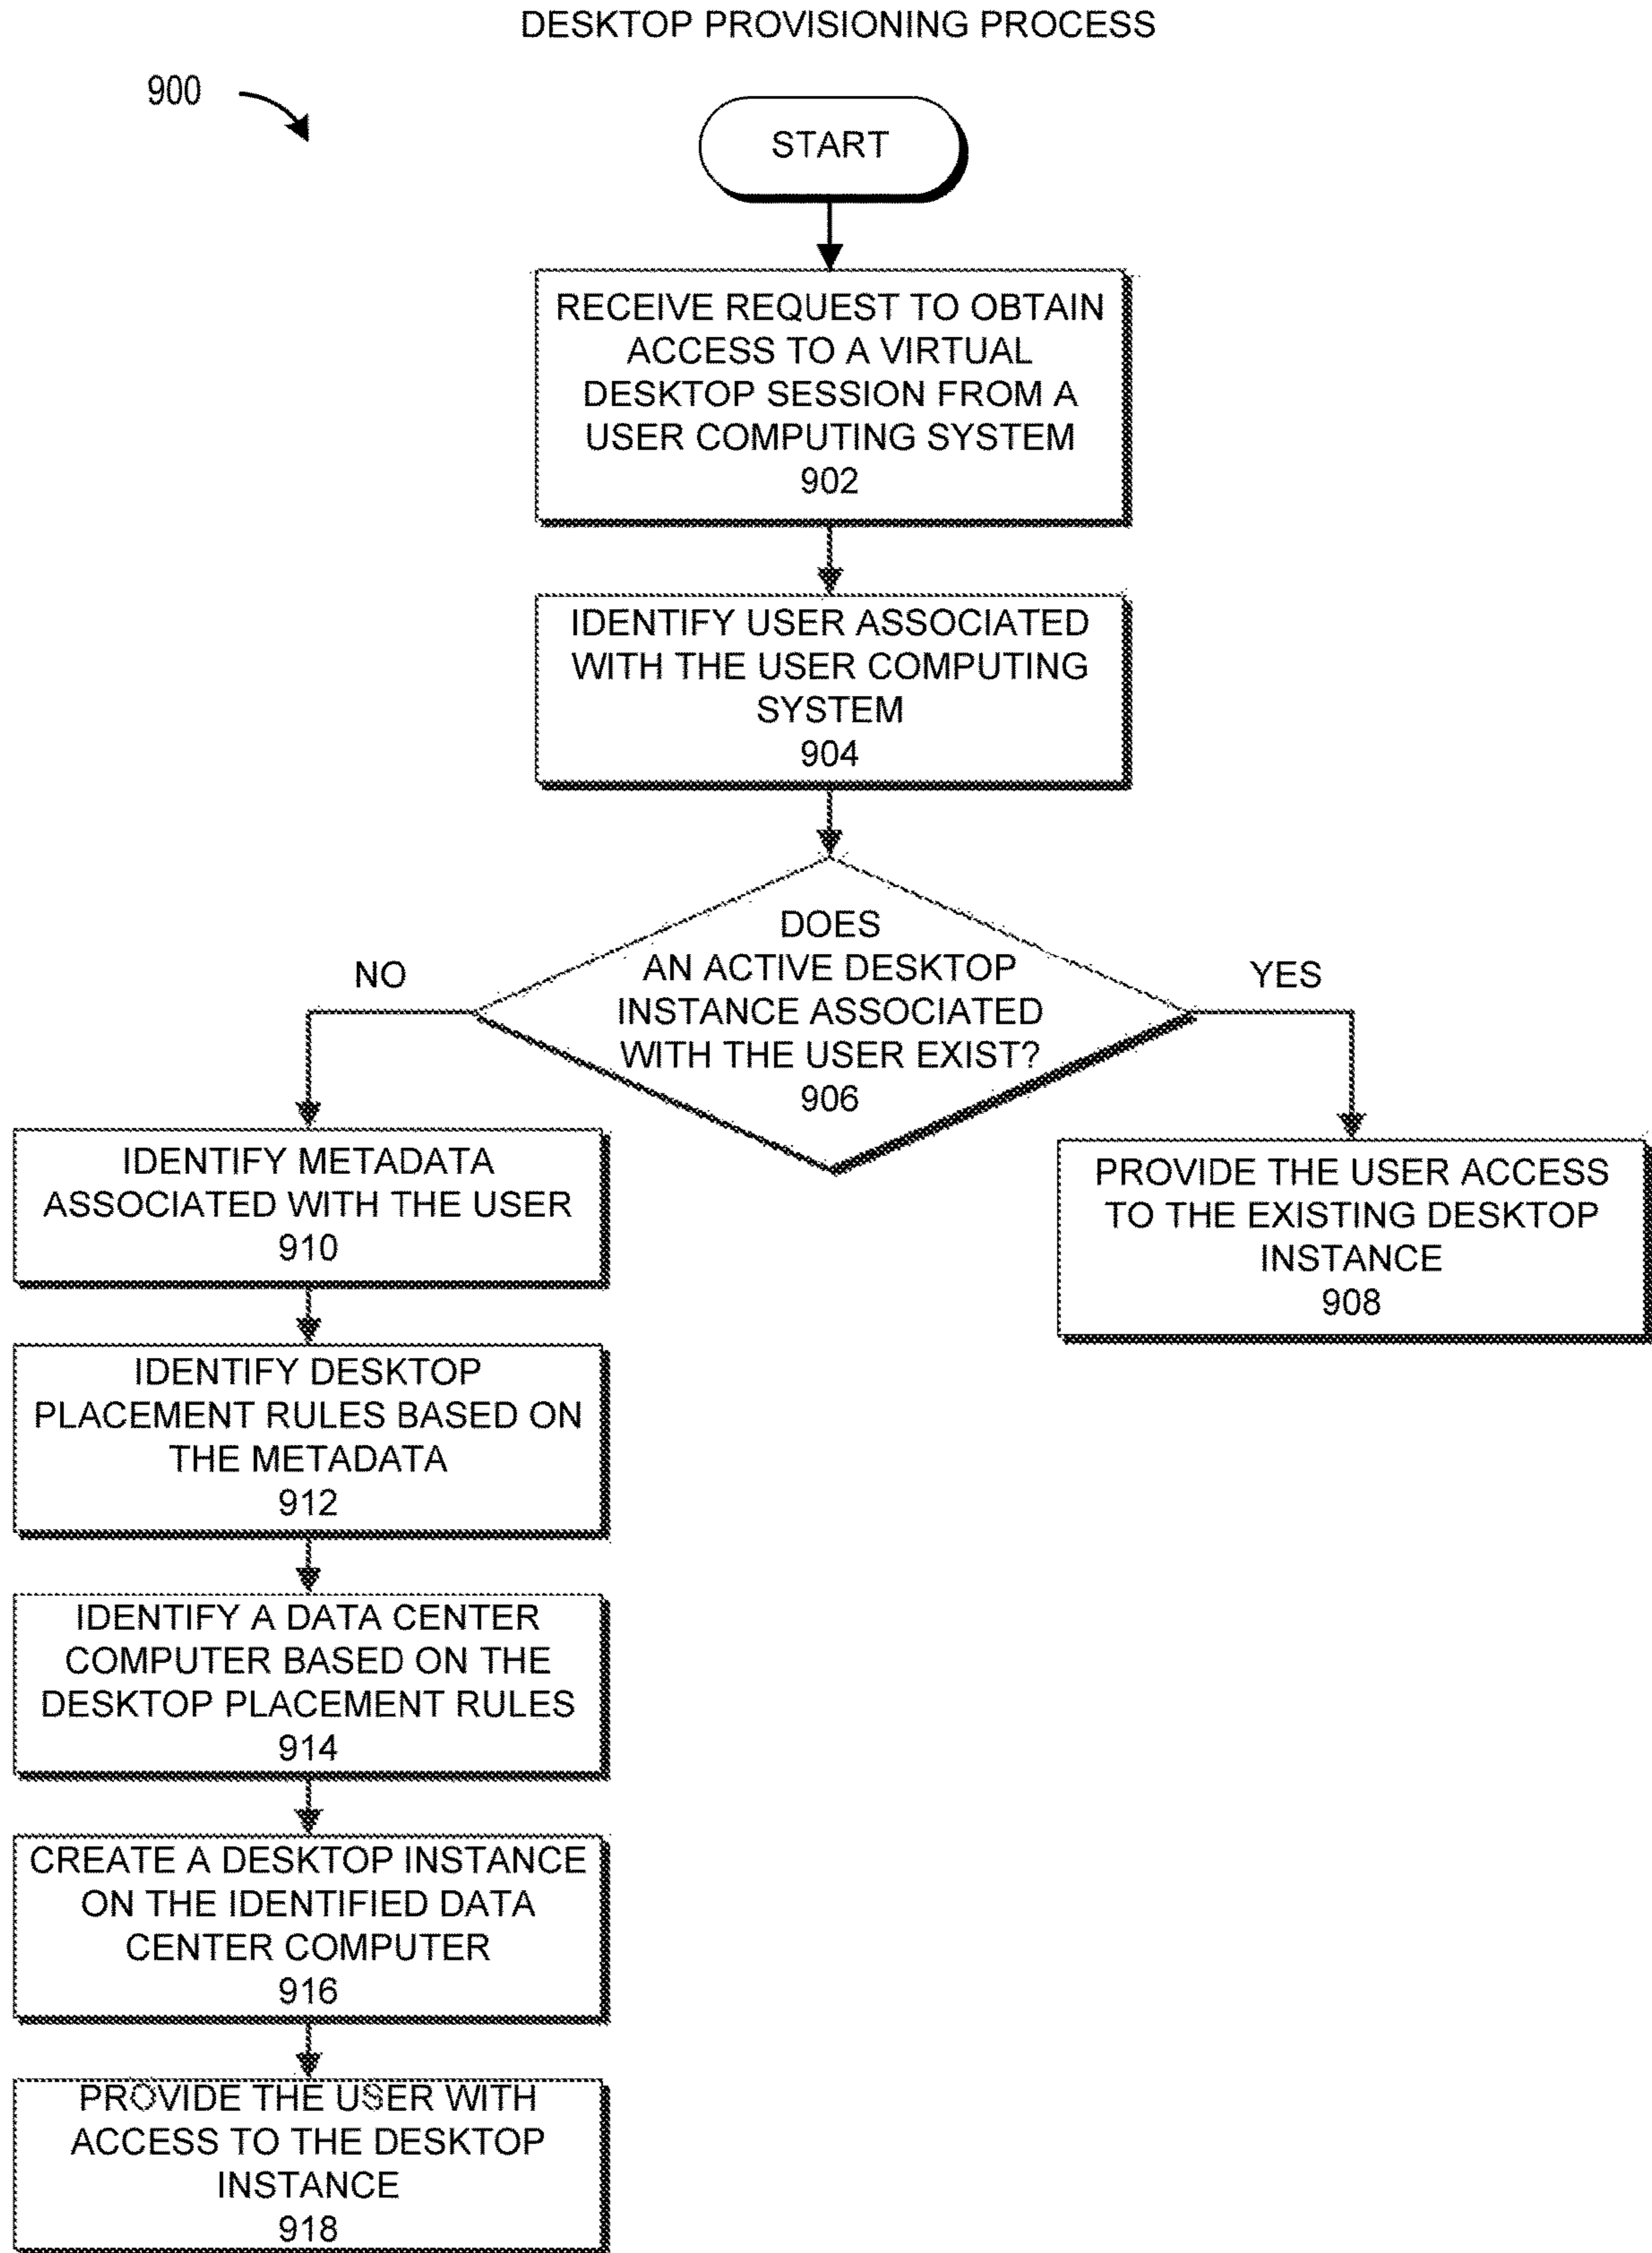 DESKTOP PROVISIONING PROCESS
900
START
RECEIVE REQUEST TO OBTAIN
ACCESS TO A VIRTUAL
DESKTOP SESSION FROM A
USER COMPUTING SYSTEM
902
IDENTIFY USER ASSOCIATED
WITH THE USER COMPUTING
SYSTEM
904
DOES
AN ACTIVE DESKTOP
INSTANCE ASSOCIATED
WITH THE USER EXIST?
906
NO
YES
PROVIDE THE USER ACCESS
TO THE EXISTING DESKTOP
INSTANCE
908
IDENTIFY METADATA
ASSOCIATED WITH THE USER
910
IDENTIFY DESKTOP
PLACEMENT RULES BASED ON
THE METADATA
912
IDENTIFY A DATA CENTER
COMPUTER BASED ON THE
DESKTOP PLACEMENT RULES
914
CREATE A DESKTOP INSTANCE
ON THE IDENTIFIED DATA
CENTER COMPUTER
916
PROVIDE THE USER WITH
ACCESS TO THE DESKTOP
INSTANCE
918